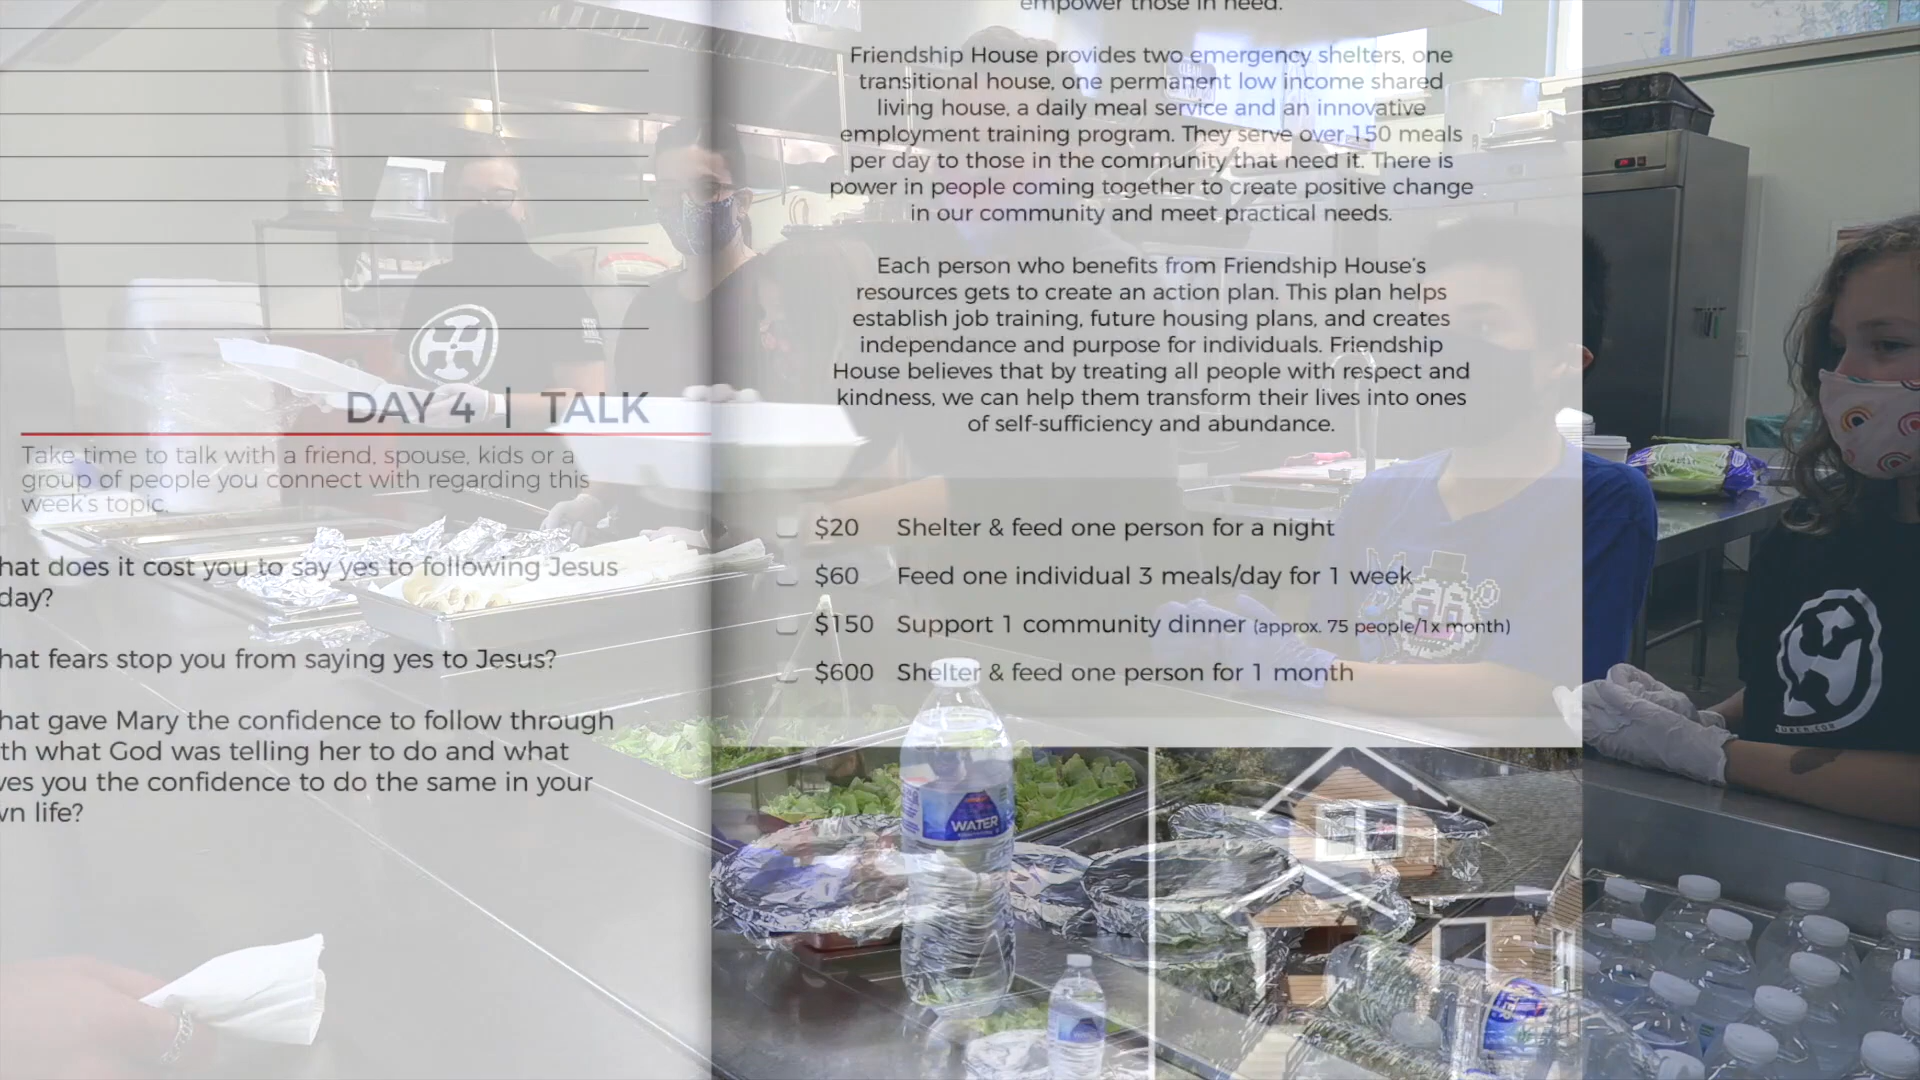 DAY 4 | TALK
Take time to talk with a friend, spouse, kids or a
group of people you connect with regarding this
week's topic.
hat does it cost you to say yes to following Jesus
day?
hat fears stop you from saying yes to Jesus?
hat gave Mary the confidence to follow through
th what God was telling her to do and what
ves you the confidence to do the same in your
vn life?
empower those in need.
Friendship House provides two emergency shelters, one
transitional house, one permanent low income shared
living house, a daily meal service and an innovative
employment training program. They serve over 150 meals
per day to those in the community that need it. There is
power in people coming together to create positive change
in our community and meet practical needs.
Each person who benefits from Friendship House's
resources gets to create an action plan. This plan helps
establish job training, future housing plans, and creates
independance and purpose for individuals. Friendship
House believes that by treating all people with respect and
kindness, we can help them transform their lives into ones
of self-sufficiency and abundance.
$20 Shelter & feed one person for a night
$60 Feed one individual 3 meals/day for 1 week
$150 Support 1 community dinner (approx. 75 people/1x month)
$600 Shelter & feed one person for 1 month
WATER